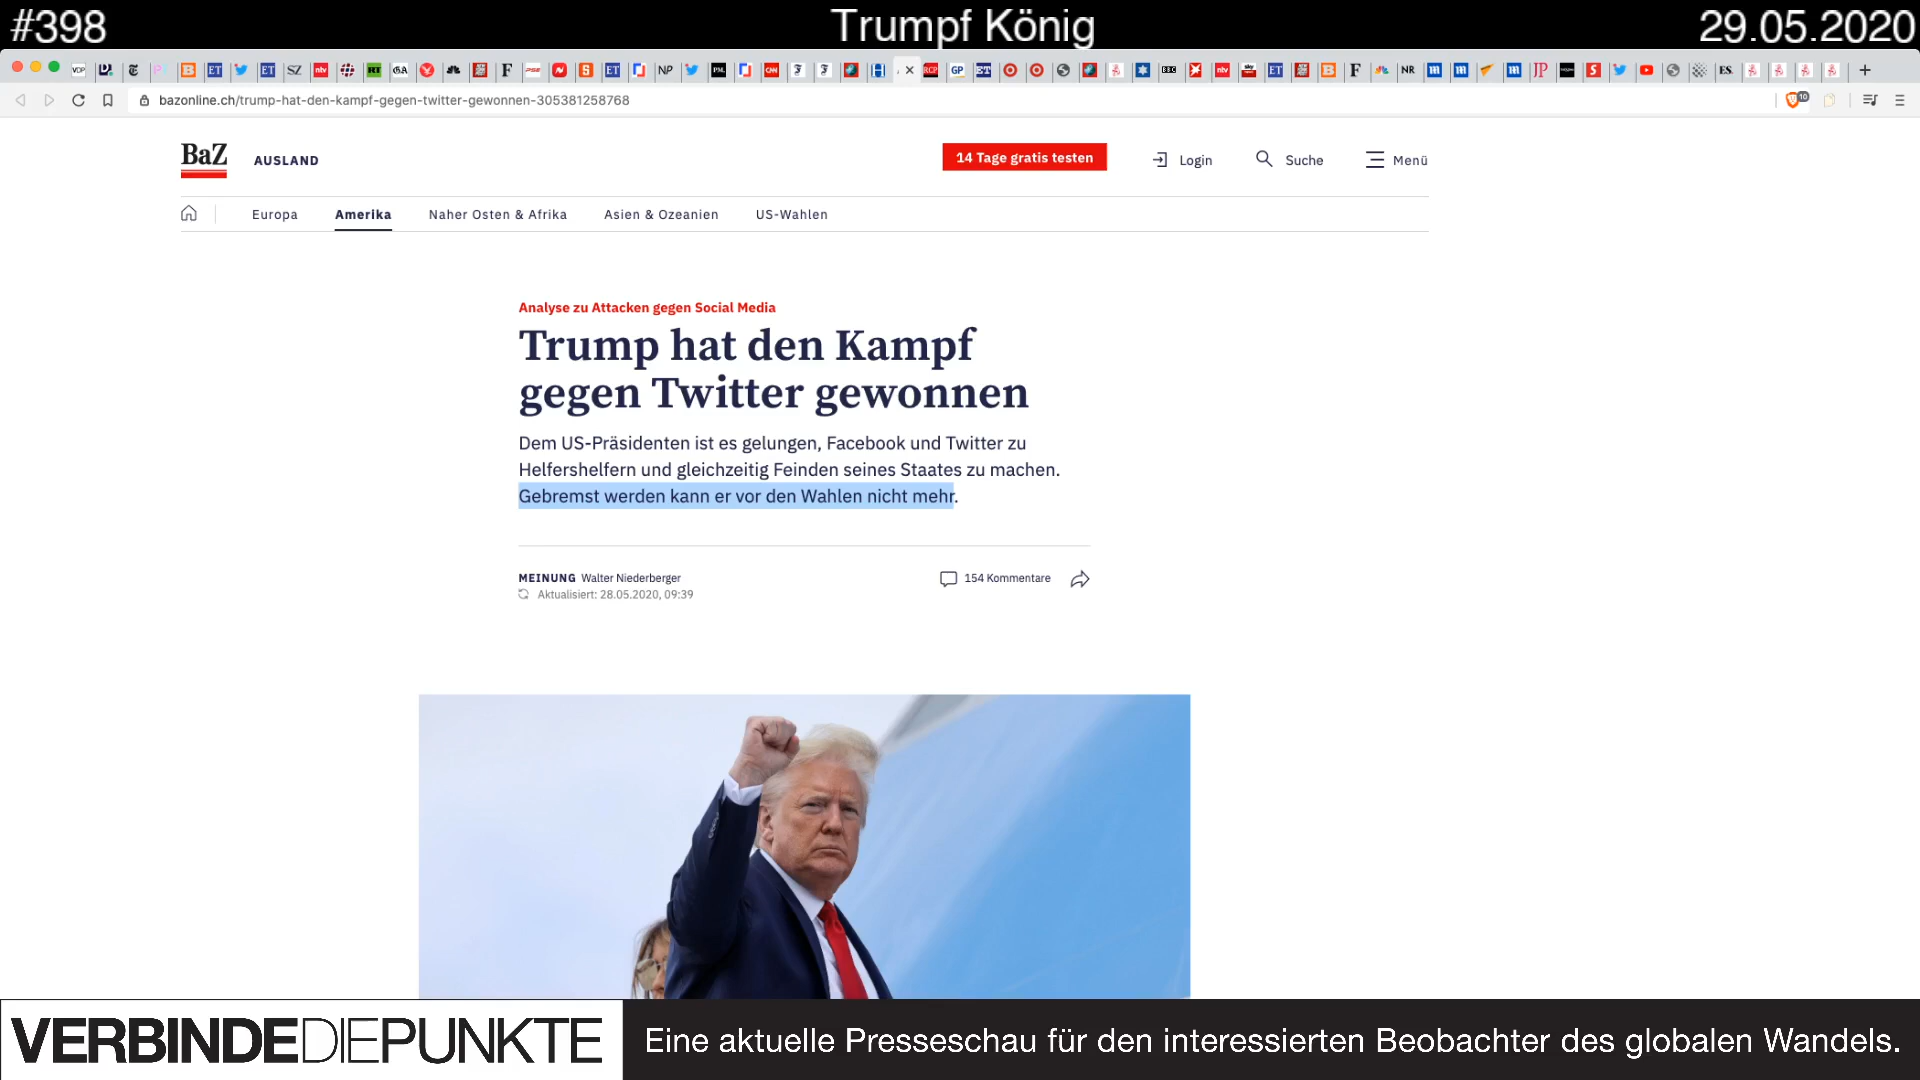 #398
Trumpf König
29.05.2020
bazonline.ch/trump-hat-den-kampf-gegen-twitter-gewonnen-305381258768
BaZ
AUSLAND
14 Tage gratis testen
Login
Suche
Menü
Europa
Amerika
Naher Osten & Afrika
Asien & Ozeanien
US-Wahlen
Analyse zu Attacken gegen Social Media
Trump hat den Kampf
gegen Twitter gewonnen
Dem US-Präsidenten ist es gelungen, Facebook und Twitter zu
Helfershelfern und gleichzeitig Feinden seines Staates zu machen.
Gebremst werden kann er vor den Wahlen nicht mehr.
MEINUNG Walter Niederberger
154 Kommentare
Aktualisiert: 28.05.2020, 09:39
VERBINDEDIEPUNKTE
Eine aktuelle Presseschau für den interessierten Beobachter des globalen Wandels.